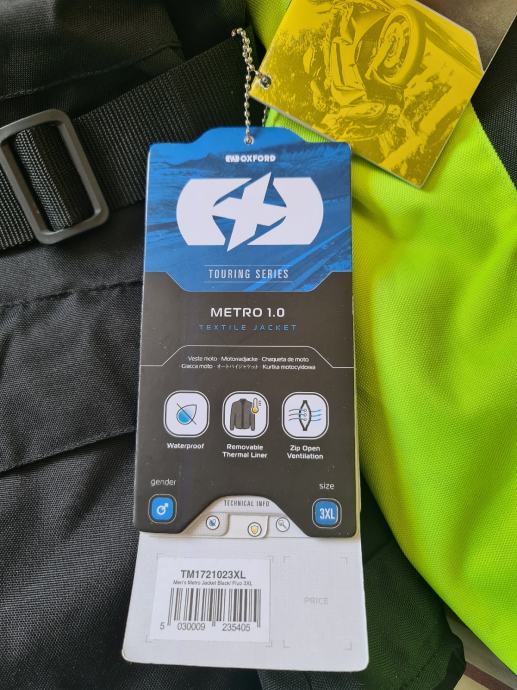 OXFORD
TOURING SERIES
METRO 1.0
TEXTILE JACKET
Veste moto · Motorradjacke · Chaqueta de moto
Giacca moto · オートバイジャケット · Kurtka motocyklowa
Waterproof
Removable
Thermal Liner
Zip Open
Ventilation
gender
size
3XL
TECHNICAL INFO
TM1721023XL
Men's Metro Jacket Black/ Fluo 3XL
PRICE
5 030009 235405